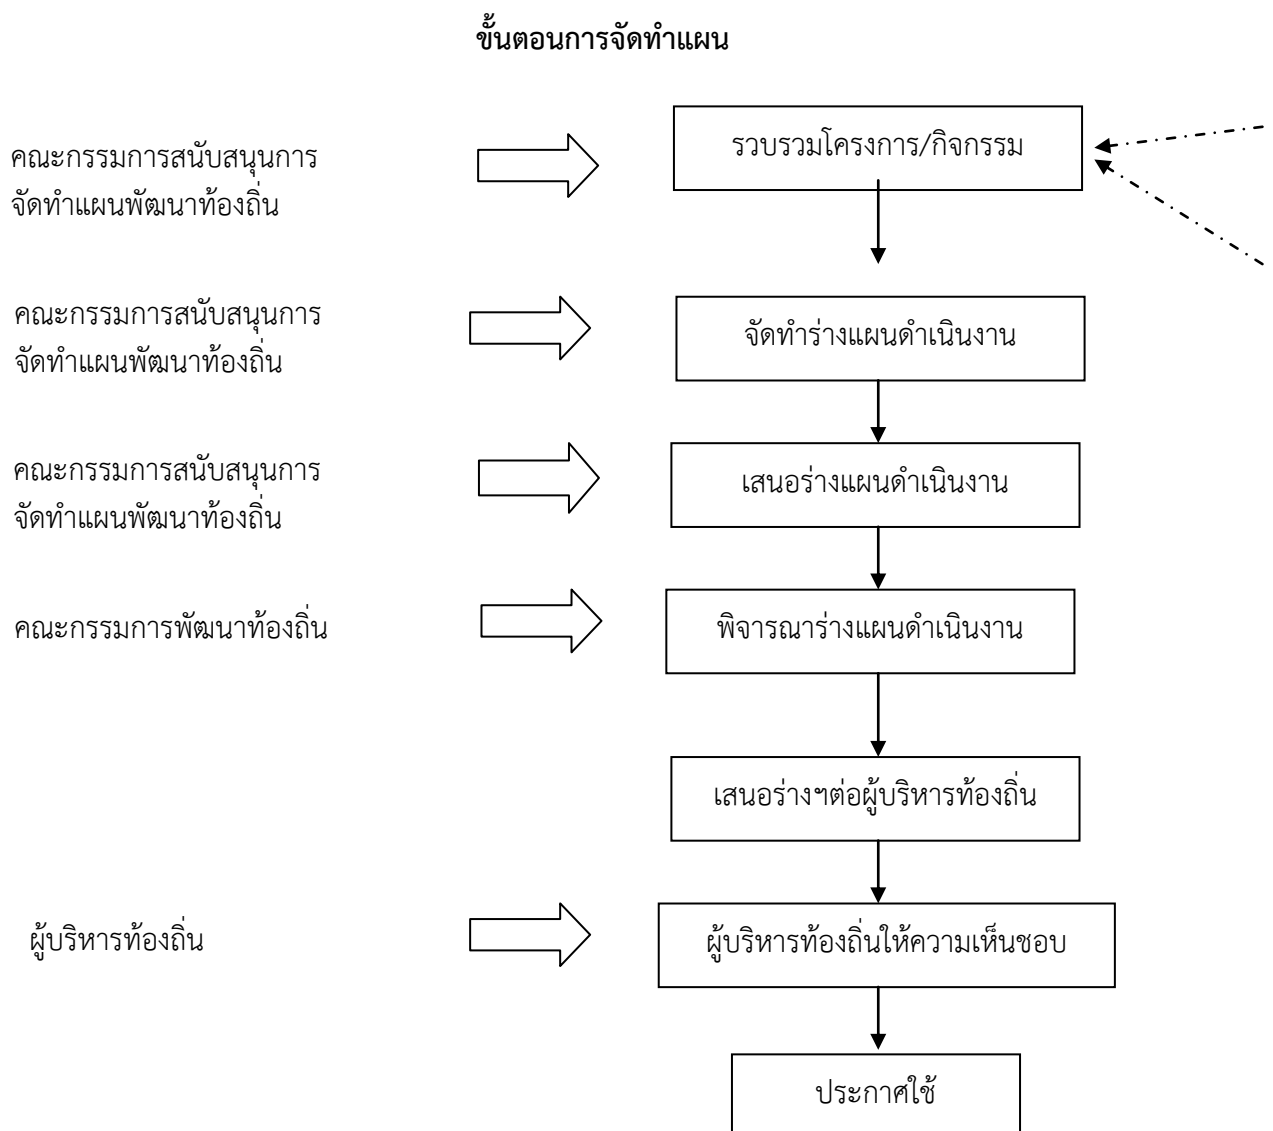 ขั้นตอนการจัดทำแผน
คณะกรรมการสนับสนุนการ
จัดทำแผนพัฒนาท้องถิ่น
รวบรวมโครงการ/กิจกรรม
คณะกรรมการสนับสนุนการ
จัดทำแผนพัฒนาท้องถิ่น
จัดทำร่างแผนดำเนินงาน
คณะกรรมการสนับสนุนการ
จัดทำแผนพัฒนาท้องถิ่น
เสนอร่างแผนดำเนินงาน
คณะกรรมการพัฒนาท้องถิ่น
พิจารณาร่างแผนดำเนินงาน
เสนอร่างฯต่อผู้บริหารท้องถิ่น
ผู้บริหารท้องถิ่น
ผู้บริหารท้องถิ่นให้ความเห็นชอบ
ประกาศใช้